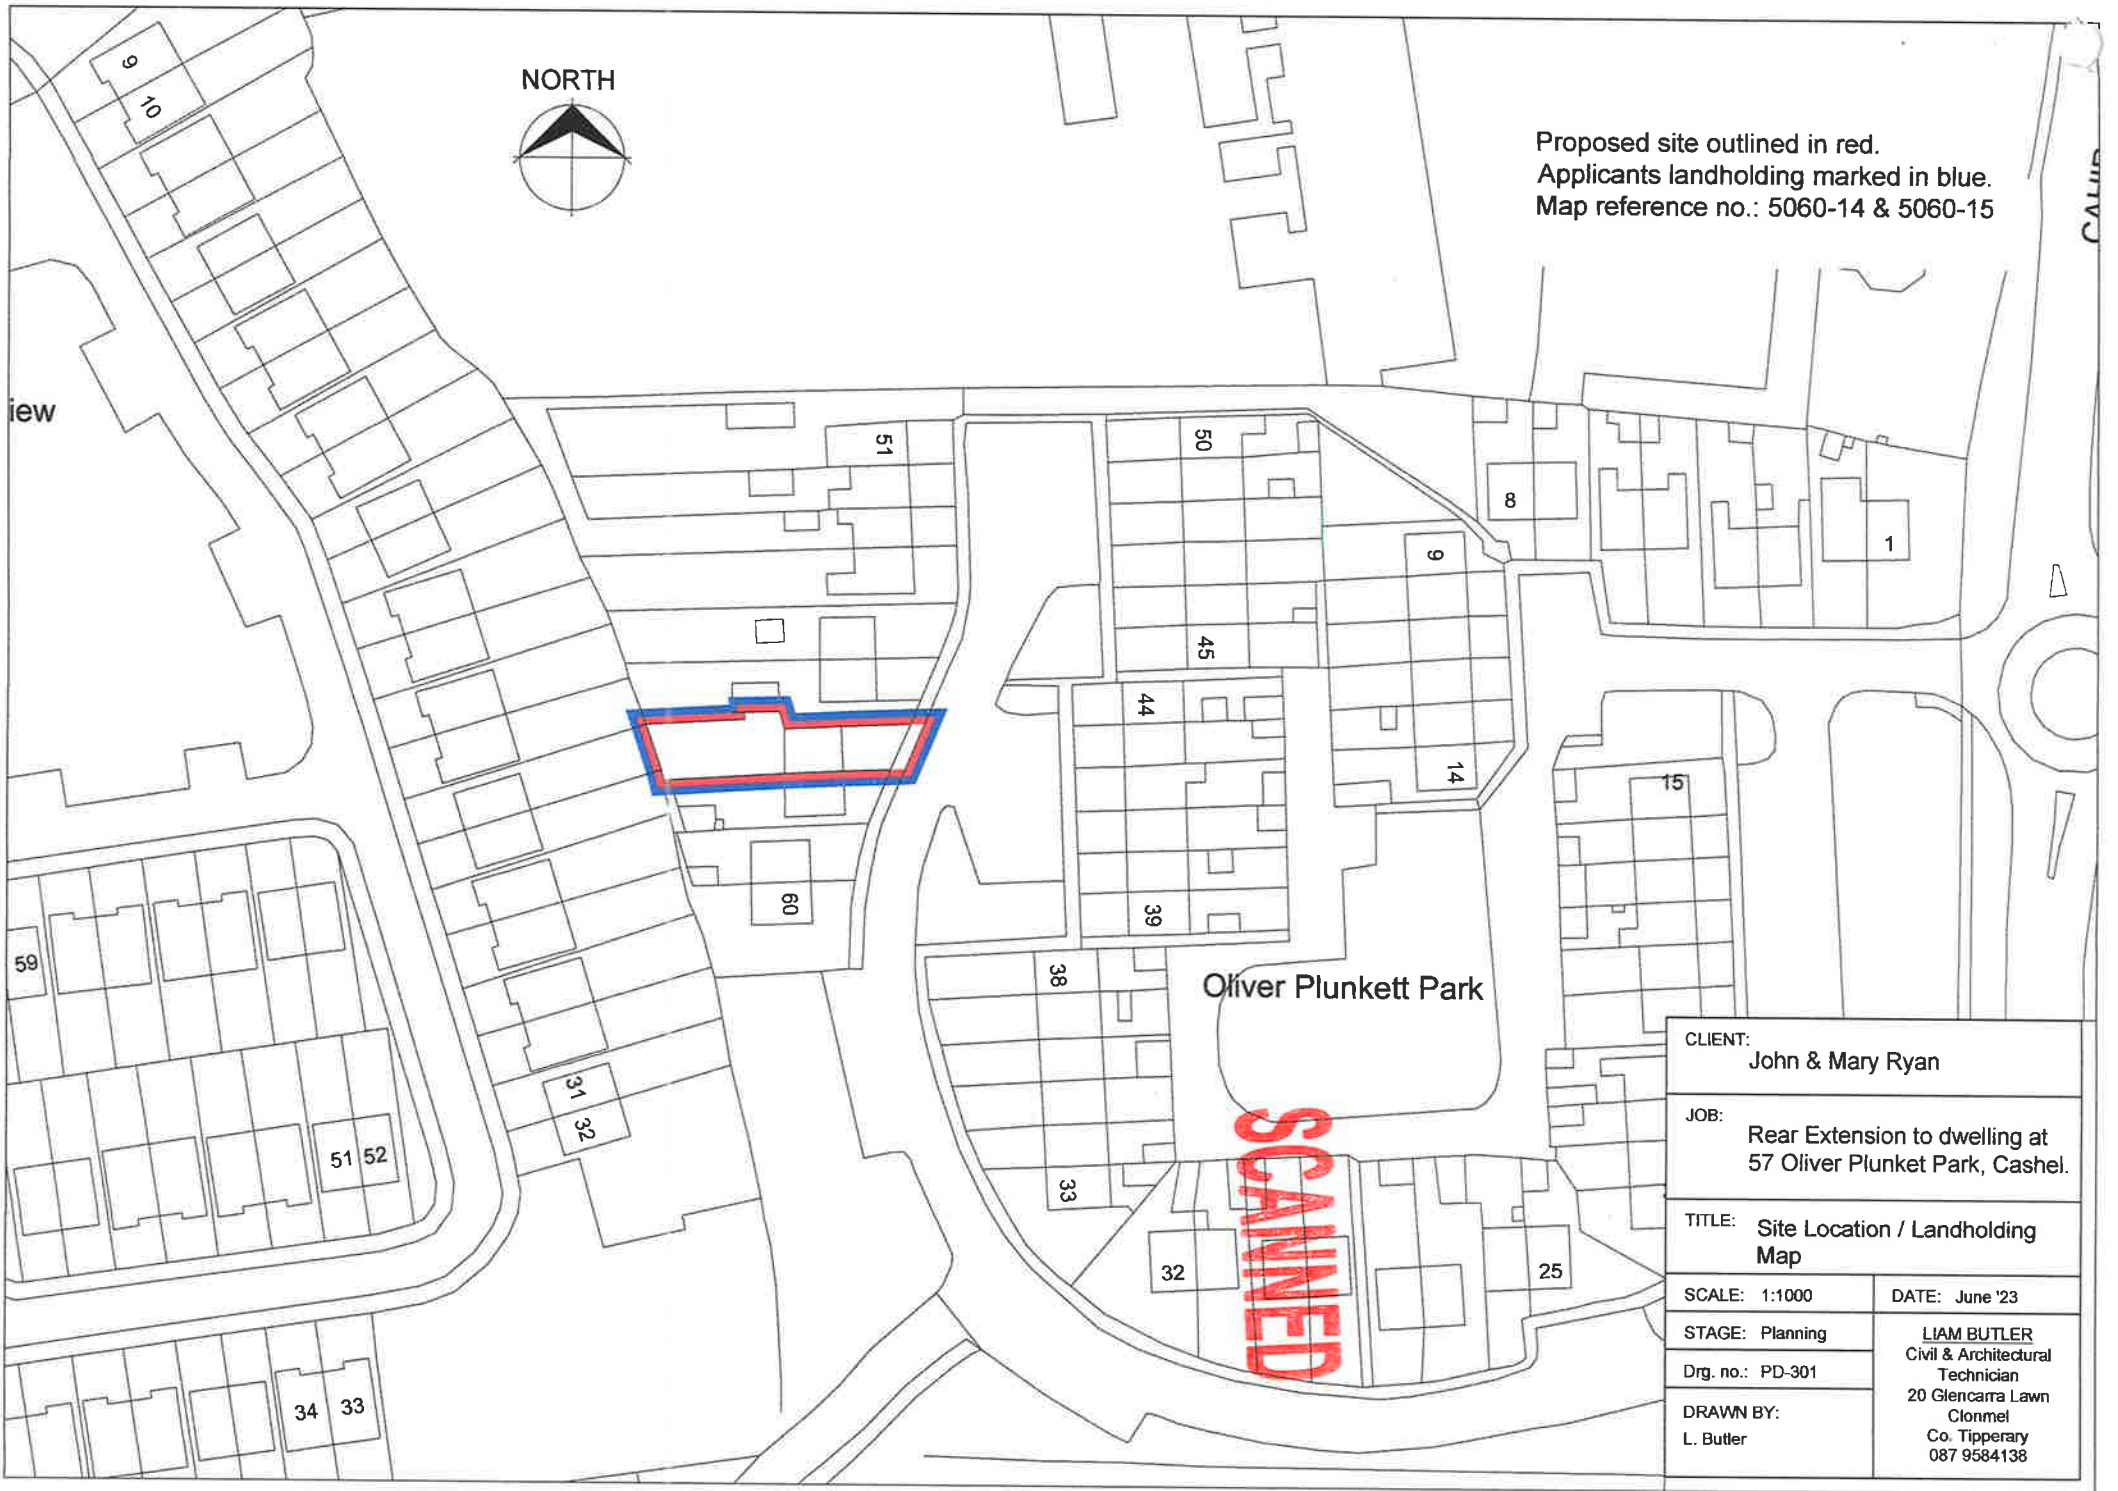 NORTH
Proposed site outlined in red.
Applicants landholding marked in blue.
Map reference no.: 5060-14 & 5060-15
9
10
iew
51
50
8
9
1
45
44
14
15
60
39
59
38
Oliver Plunkett Park
31
32
51 52
33
32
25
34 33
SCANNED
CLIENT:
John & Mary Ryan
JOB:
Rear Extension to dwelling at
57 Oliver Plunket Park, Cashel.
TITLE: Site Location / Landholding
Map
SCALE: 1:1000
DATE: June '23
STAGE: Planning
Drg. no.: PD-301
DRAWN BY:
L. Butler
LIAM BUTLER
Civil & Architectural
Technician
20 Glencarra Lawn
Clonmel
Co. Tipperary
087 9584138